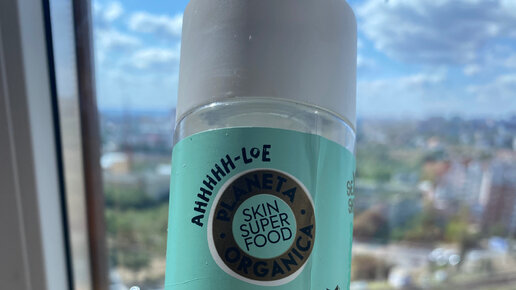 AHHHHH-LOE
PLANETA
SKIN
SUPER
FOOD
ORGANICA